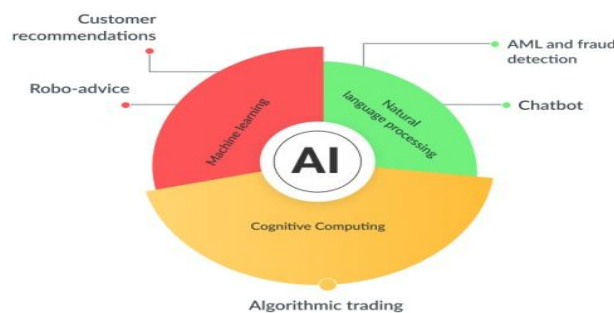 Customer
recommendations
Robo-advice
AML and fraud
detection
Chatbot
Machine learning
Natural
language processing
AI
Cognitive Computing
Algorithmic trading